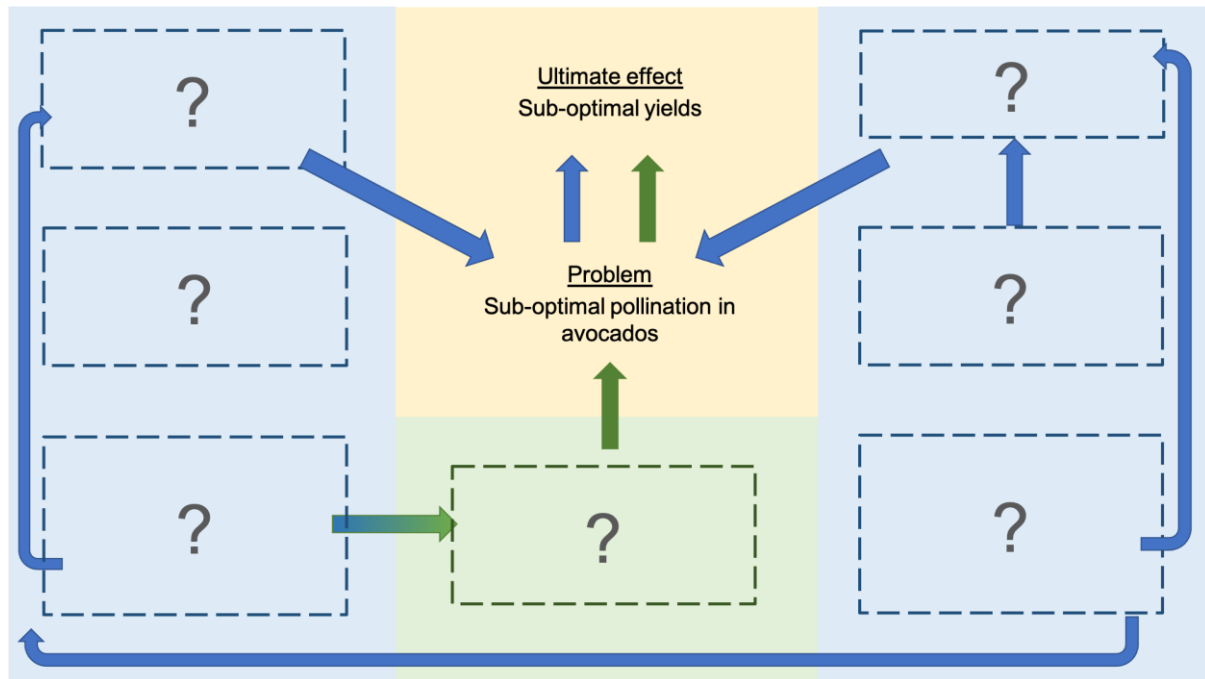 ?
Ultimate effect
Sub-optimal yields
?
?
Problem
Sub-optimal pollination in
avocados
?
?
?
?